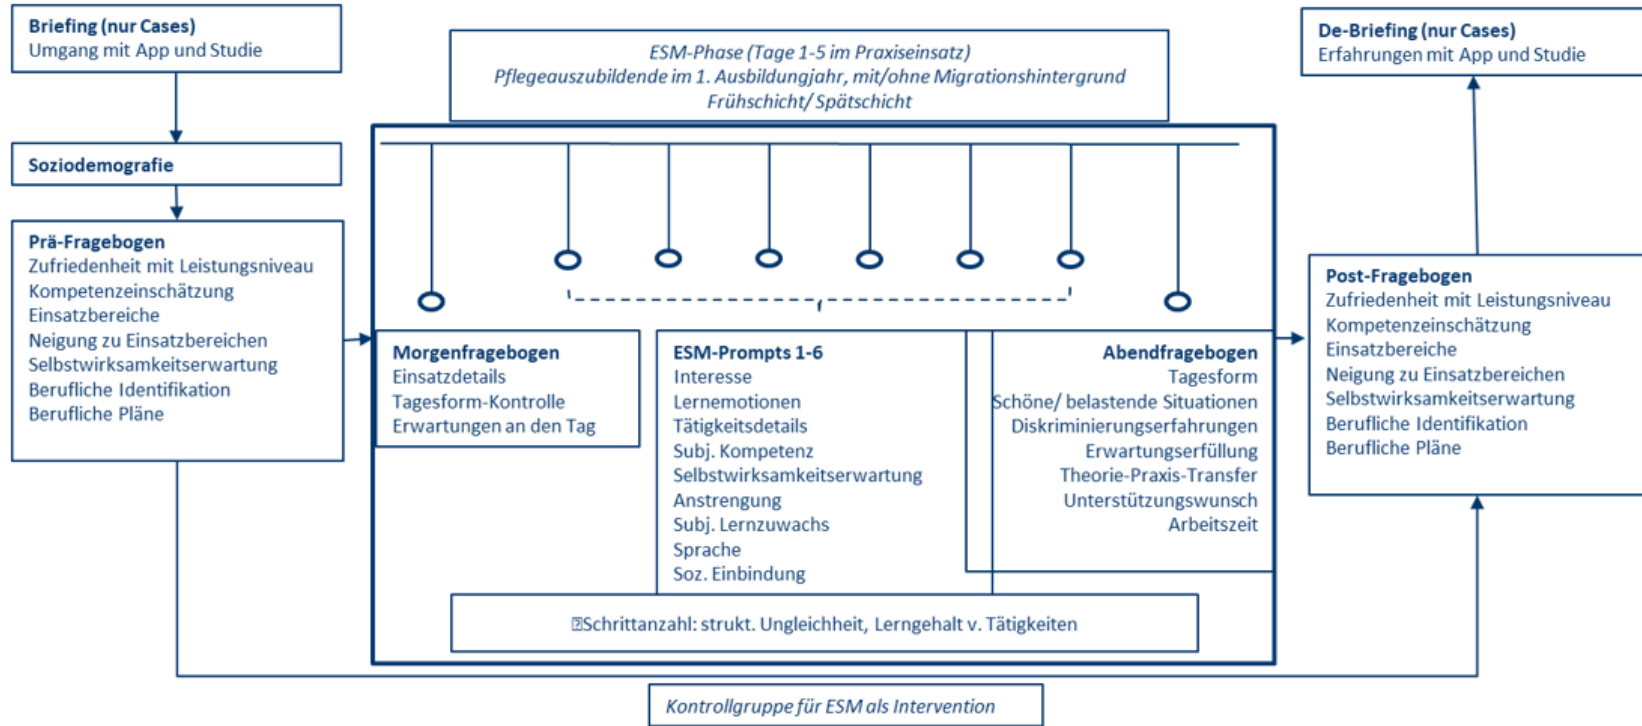 Briefing (nur Cases)
Umgang mit App und Studie
Soziodemografie
Prä-Fragebogen
Zufriedenheit mit Leistungsniveau
Kompetenzeinschätzung
Einsatzbereiche
Neigung zu Einsatzbereichen
Selbstwirksamkeitserwartung
Berufliche Identifikation
Berufliche Pläne
ESM-Phase (Tage 1-5 im Praxiseinsatz)
Pflegeauszubildende im 1. Ausbildungjahr, mit/ohne Migrationshintergrund
Frühschicht/ Spätschicht
Morgenfragebogen
Einsatzdetails
Tagesform-Kontrolle
Erwartungen an den Tag
ESM-Prompts 1-6
Interesse
Lernemotionen
Tätigkeitsdetails
Subj. Kompetenz
Selbstwirksamkeitserwartung
Anstrengung
Subj. Lernzuwachs
Sprache
Soz. Einbindung
Abendfragebogen
Tagesform
Schöne/ belastende Situationen
Diskriminierungserfahrungen
Erwartungserfüllung
Theorie-Praxis-Transfer
Unterstützungswunsch
Arbeitszeit
Schrittanzahl: strukt. Ungleichheit, Lerngehalt v. Tätigkeiten
De-Briefing (nur Cases)
Erfahrungen mit App und Studie
Post-Fragebogen
Zufriedenheit mit Leistungsniveau
Kompetenzeinschätzung
Einsatzbereiche
Neigung zu Einsatzbereichen
Selbstwirksamkeitserwartung
Berufliche Identifikation
Berufliche Pläne
Kontrollgruppe für ESM als Intervention